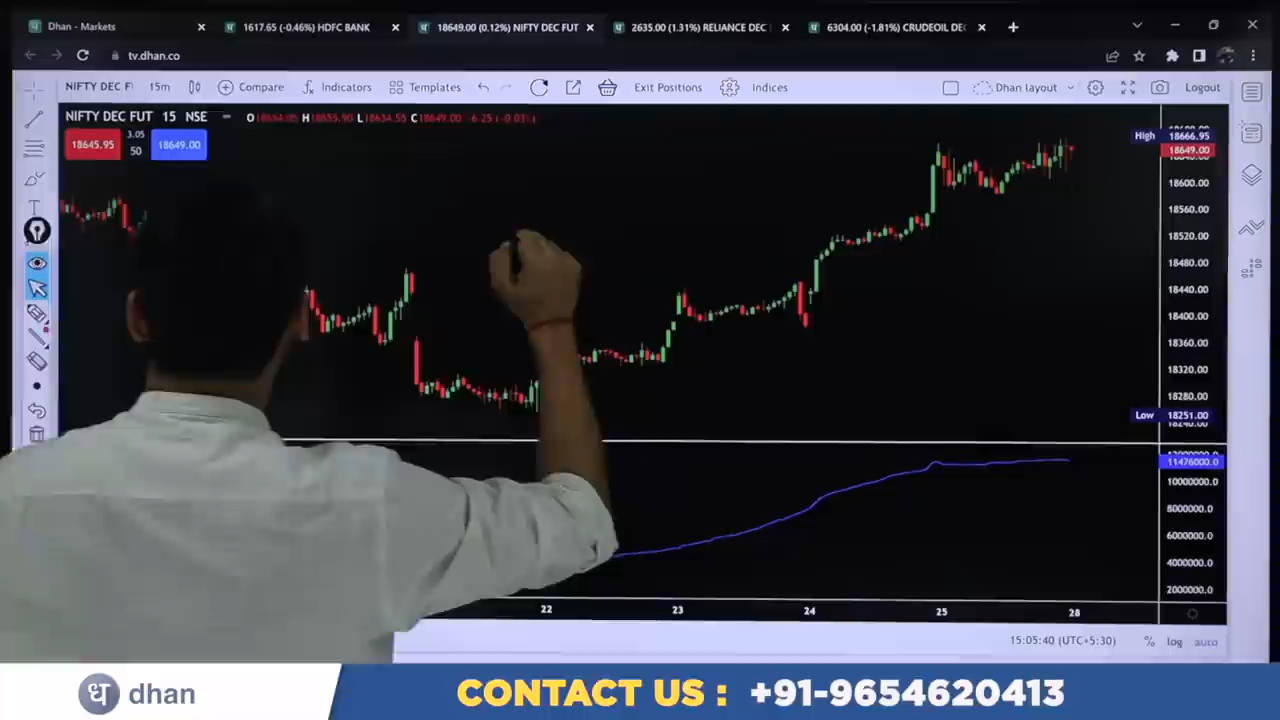 Dhan - Markets
1617.65 (-0.46%) HDFC BANK
18649.00 (0.12%) NIFTY DEC FUT
2635.00 (1.31%) RELIANCE DEC
6304.00 (-1.81%) CRUDEOIL DEC
tv.dhan.co
NIFTY DEC F
15m
Compare
Indicators
Templates
Exit Positions
Indices
Dhan layout
Logout
NIFTY DEC FUT 15 NSE
H18655.90 L18634.55 C18649.00 -6.25 (-0.03%)
18645.95
3.05
50
18649.00
High 18666.95
18649.00
18600.00
18560.00
18520.00
18480.00
18440.00
18400.00
18360.00
18320.00
18280.00
Low 18251.00
11476000.0
10000000.0
8000000.0
6000000.0
4000000.0
2000000.0
22 23 24 25 28
15:05:40 (UTC+5:30)
% log auto
ध dhan
CONTACT US : +91-9654620413